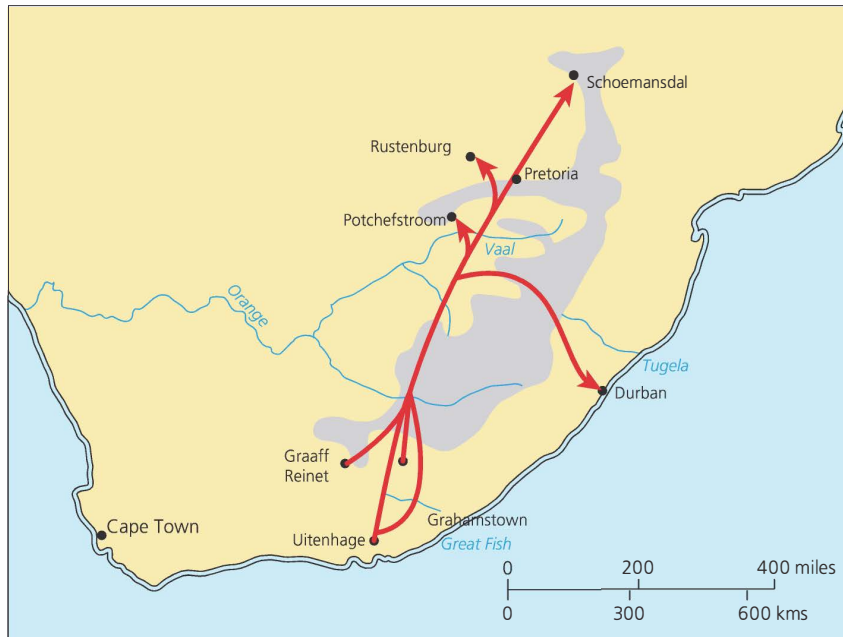 Schoemansdal
Rustenburg
Pretoria
Potchefstroom
Vaal
Orange
Tugela
Durban
Graaff
Reinet
Grahamstown
Cape Town
Uitenhage
Great Fish
0 200 400 miles
0 300 600 kms